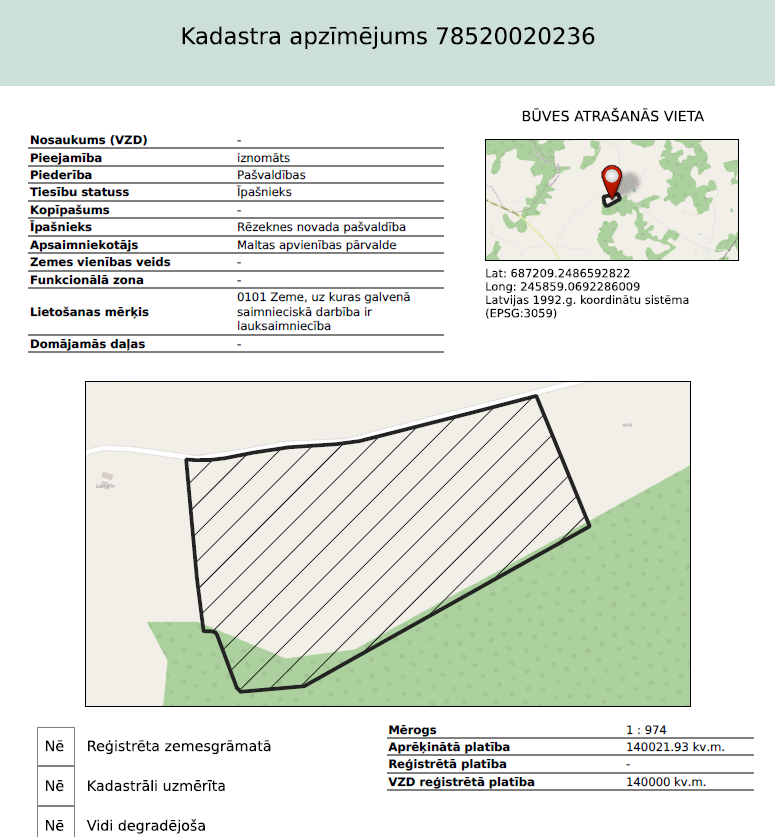 Kadastra apzīmējums 78520020236
BŪVES ATRAŠANĀS VIETA
Nosaukums (VZD) -
Pieejamība iznomāts
Piederība Pašvaldības
Tiesību statuss Īpašnieks
Kopīpašums -
Īpašnieks Rēzeknes novada pašvaldība
Apsaimniekotājs Maltas apvienības pārvalde
Zemes vienības veids -
Funkcionālā zona -
Lietošanas mērķis 0101 Zeme, uz kuras galvenā
saimnieciskā darbība ir
lauksaimniecība
Domājamās daļas -
Lat: 687209.2486592822
Long: 245859.0692286009
Latvijas 1992.g. koordinātu sistēma
(EPSG:3059)
Mērogs 1 : 974
Aprēķinātā platība 140021.93 kv.m.
Reģistrētā platība -
VZD reģistrētā platība 140000 kv.m.
Nē Reģistrēta zemesgrāmatā
Nē Kadastrāli uzmērīta
Nē Vidi degradējoša